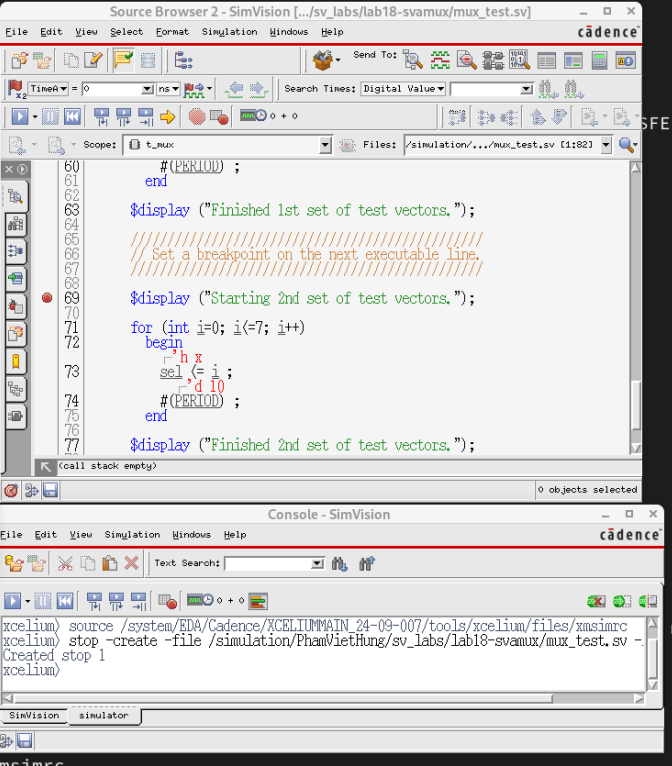 Source Browser 2 - SimVision [.../sv_labs/lab18-svamux/mux_test.sv]
File Edit View Select Format Simulation Windows Help cādence
Send To:
TimeA = 0 ns Search Times: Digital Value
0 + 0
SFE
Scope: t_mux Files: /simulation/.../mux_test.sv [1:82]
60 #(PERIOD) ;
61 end
62
63 $display ("Finished 1st set of test vectors.");
64
65 ////////////////////////////////////////////////
66 // Set a breakpoint on the next executable line.
67 ////////////////////////////////////////////////
68
69 $display ("Starting 2nd set of test vectors.");
70
71 for (int i=0; i<=7; i++)
72 begin
'h x
73 sel <= i ;
'd 10
74 #(PERIOD) ;
75 end
76
77 $display ("Finished 2nd set of test vectors.");
(call stack empty)
0 objects selected
Console - SimVision
File Edit View Simulation Windows Help cādence
Text Search:
0 + 0
xcelium> source /system/EDA/Cadence/XCELIUMMAIN_24-09-007/tools/xcelium/files/xmsimrc
xcelium> stop -create -file /simulation/PhamVietHung/sv_labs/lab18-svamux/mux_test.sv -
Created stop 1
xcelium>
SimVision simulator
msimrc